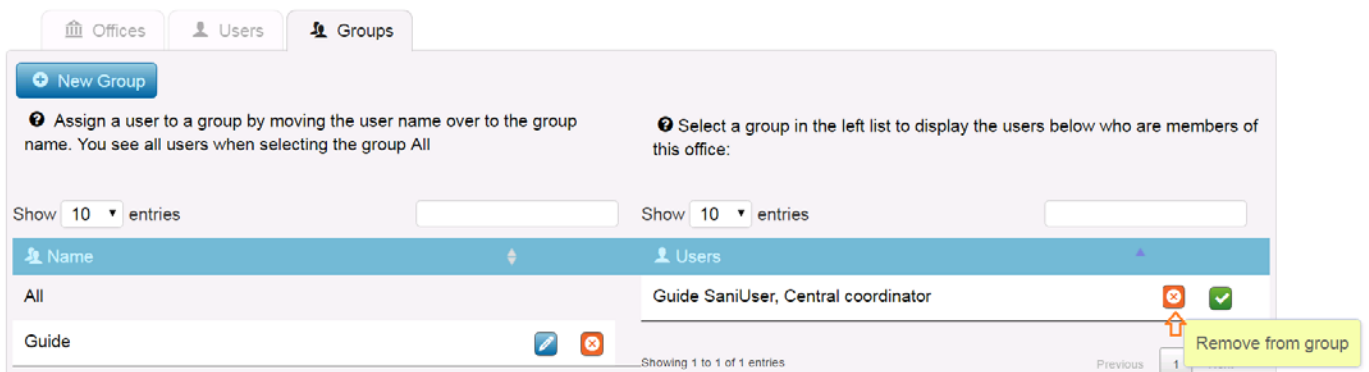 Offices Users Groups
New Group
Assign a user to a group by moving the user name over to the group
name. You see all users when selecting the group All
Select a group in the left list to display the users below who are members of
this office:
Show 10 entries
Show 10 entries
Name
Users
All
Guide SaniUser, Central coordinator
Guide
Showing 1 to 1 of 1 entries
Previous 1
Remove from group